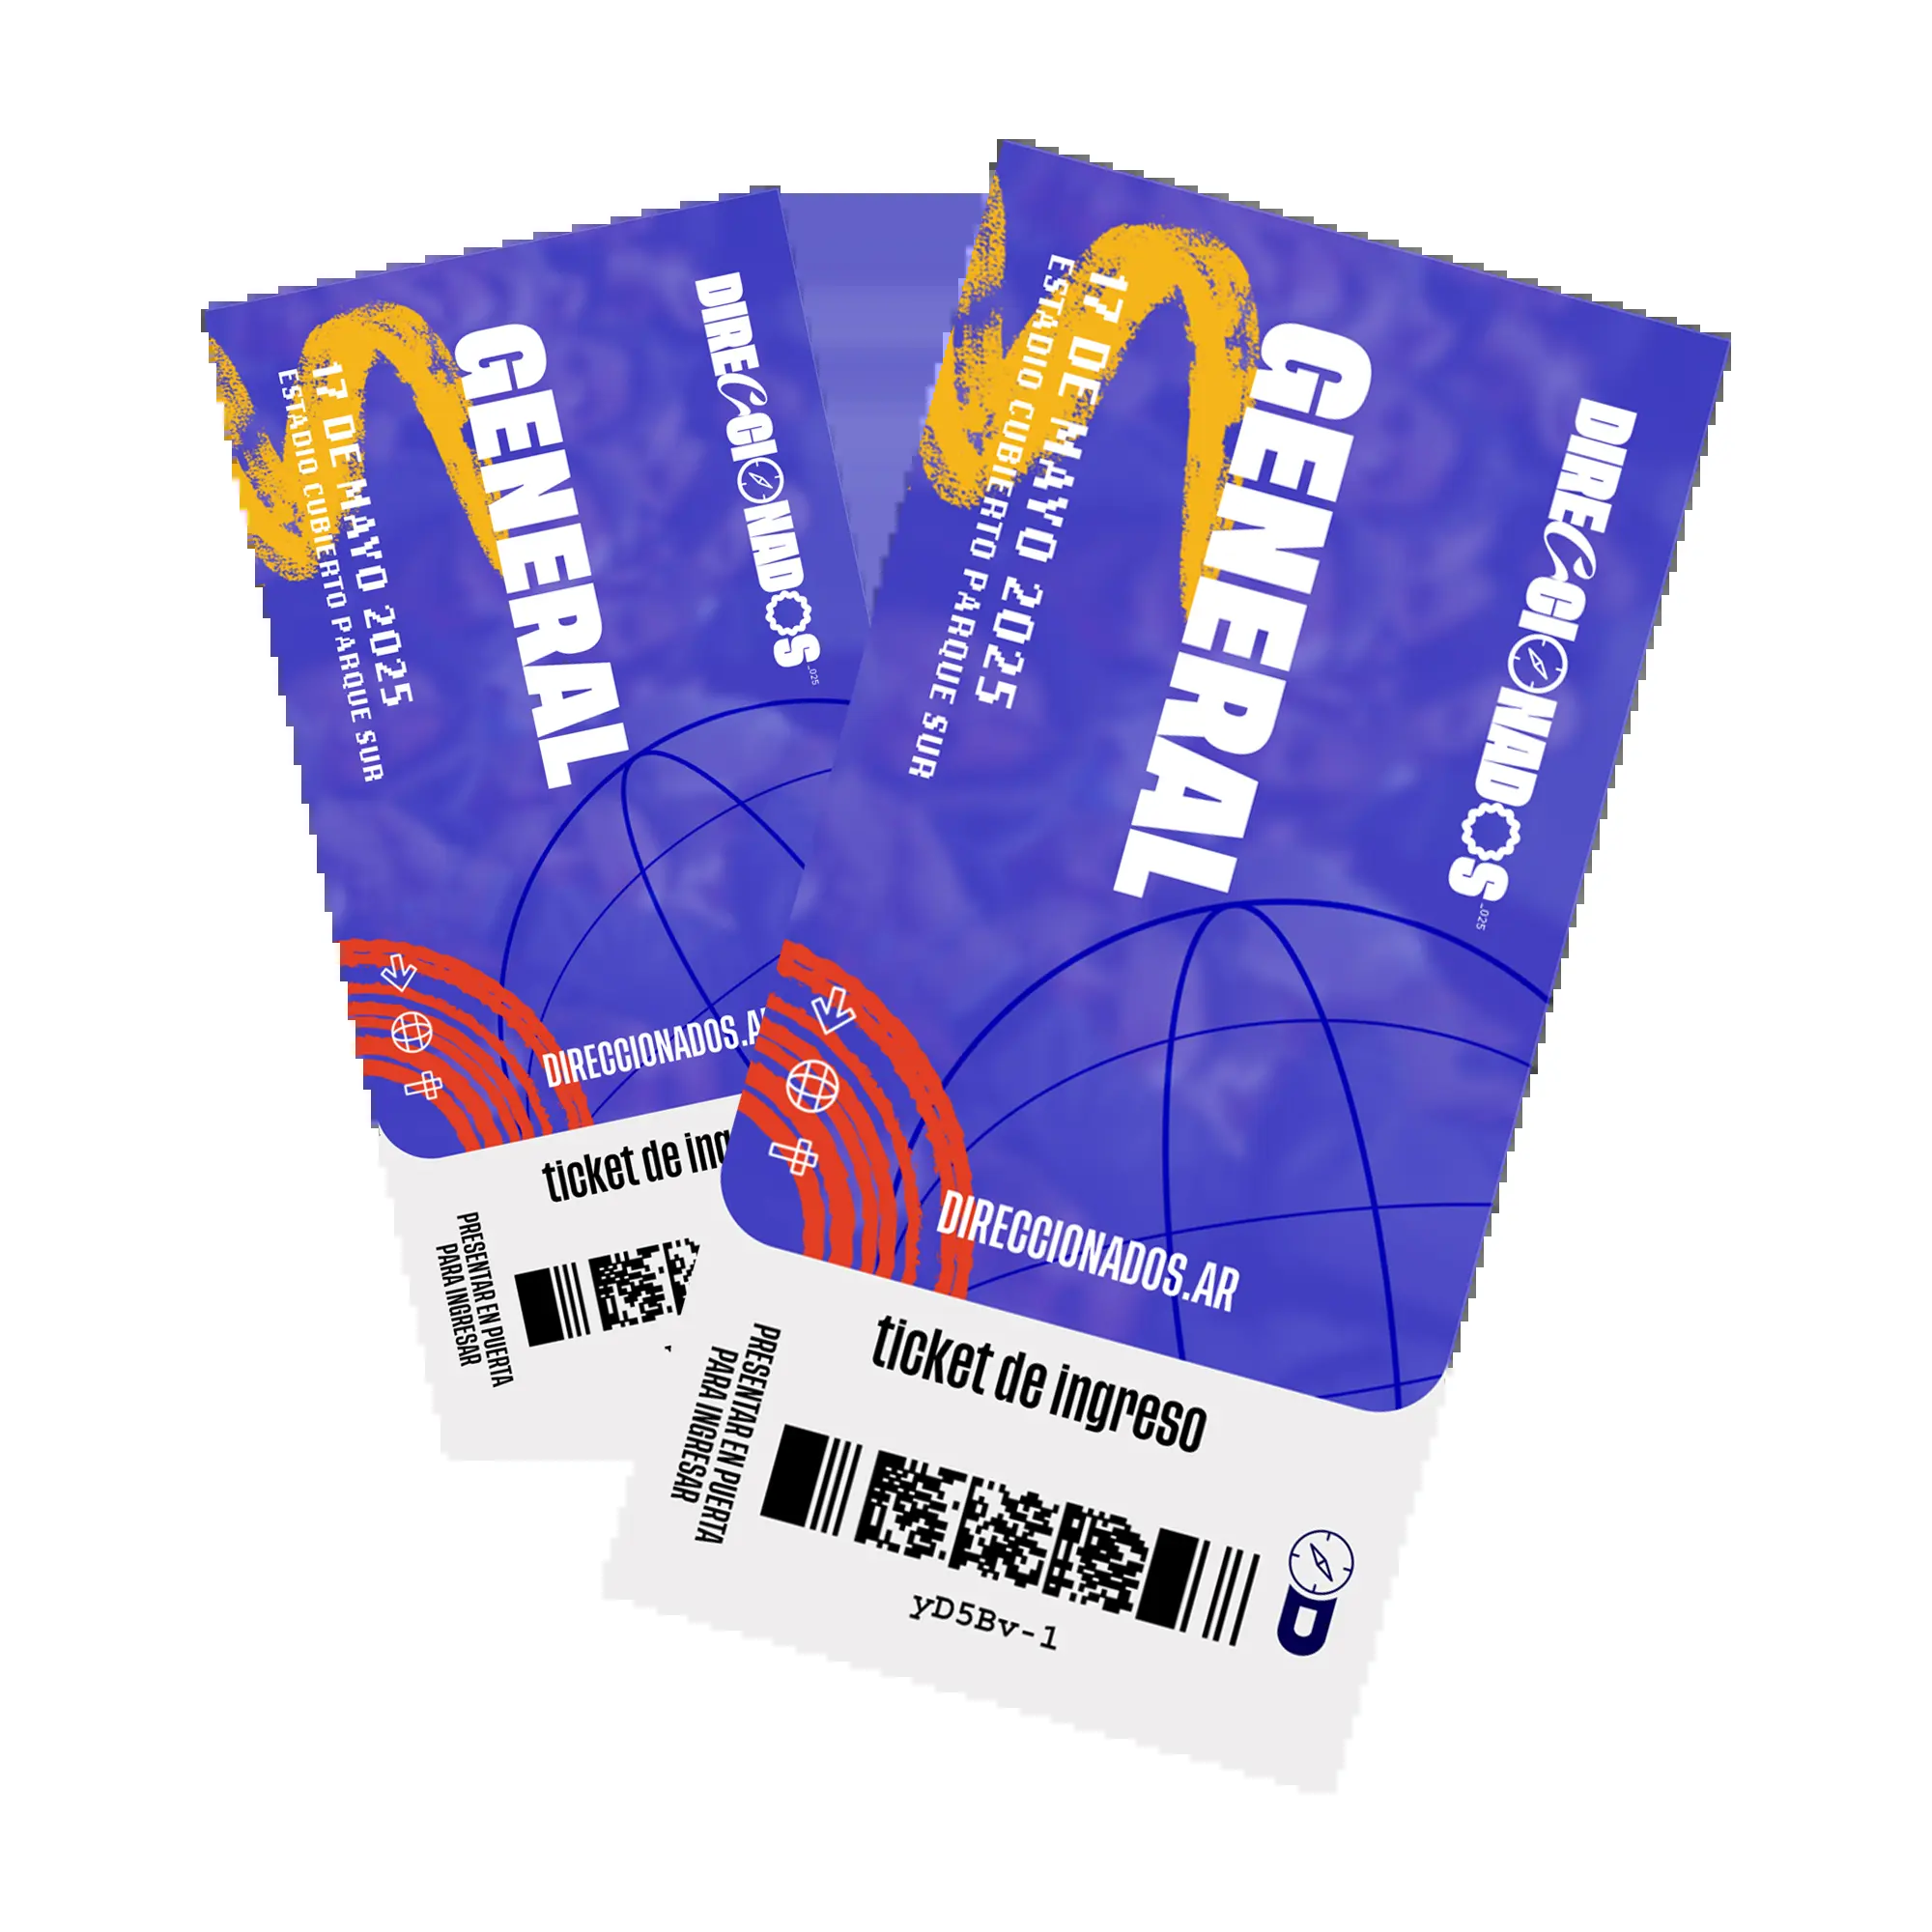 DIRECCIONADOS
_025
GENERAL
17 DE MAYO 2025
ESTADIO CUBIERTO PARQUE SUR
DIRECCIONADOS.A
ticket de ing
PRESENTAR EN PUERTA
PARA INGRESAR
DIRECCIONADOS
_025
GENERAL
17 DE MAYO 2025
ESTADIO CUBIERTO PARQUE SUR
DIRECCIONADOS.AR
ticket de ingreso
PRESENTAR EN PUERTA
PARA INGRESAR
yD5Bv-1